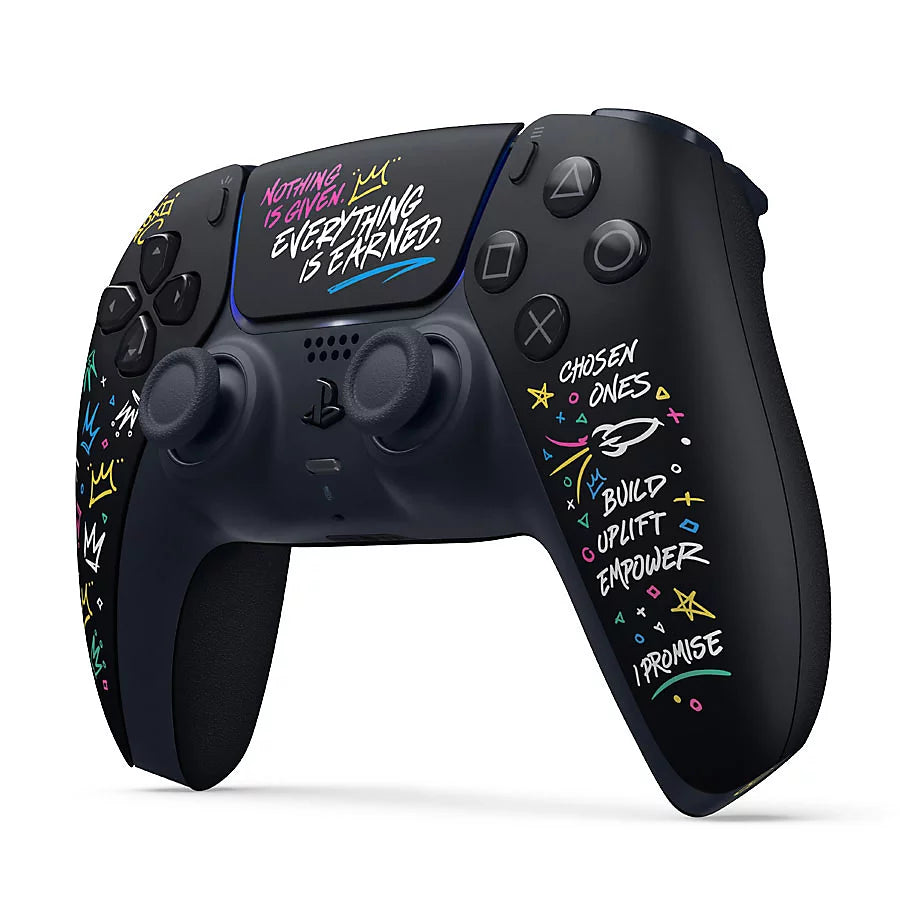 NOTHING
IS GIVEN.
EVERYTHING
IS EARNED.
CHOSEN
ONES
BUILD
UPLIFT
EMPOWER
I PROMISE